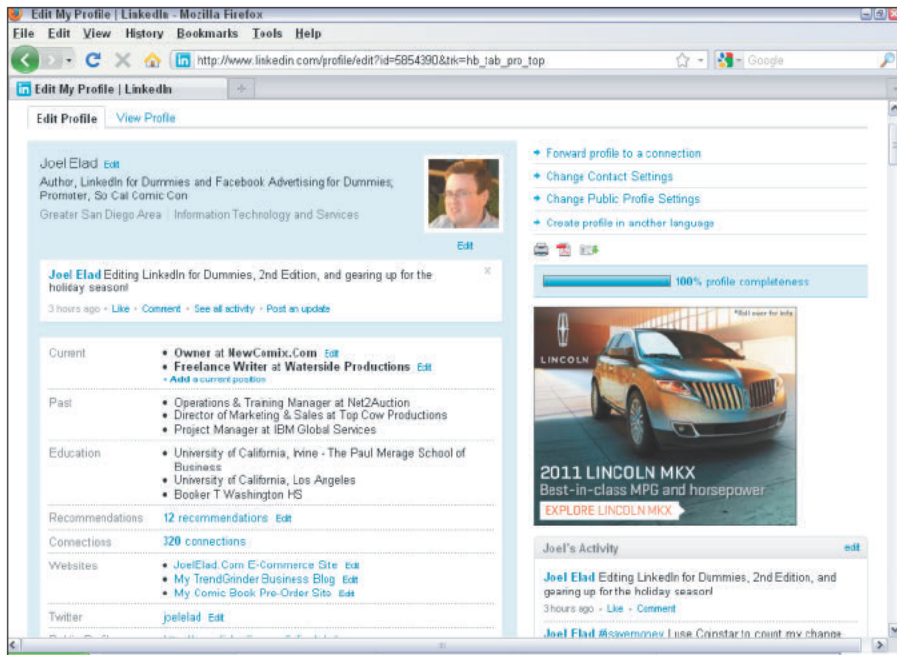 Edit My Profile | LinkedIn - Mozilla Firefox
File Edit View History Bookmarks Tools Help
http://www.linkedin.com/profile/edit?id=5854390&trk=hb_tab_pro_top
Google
Edit My Profile | LinkedIn
Edit Profile View Profile
Joel Elad Edit
Author, LinkedIn for Dummies and Facebook Advertising for Dummies;
Promoter, So Cal Comic Con
Greater San Diego Area | Information Technology and Services
Edit
Joel Elad Editing LinkedIn for Dummies, 2nd Edition, and gearing up for the
holiday season!
3 hours ago • Like • Comment • See all activity • Post an update
Current
• Owner at NewComix.Com Edit
• Freelance Writer at Waterside Productions Edit
+ Add a current position
Past
• Operations & Training Manager at Net2Auction
• Director of Marketing & Sales at Top Cow Productions
• Project Manager at IBM Global Services
Education
• University of California, Irvine - The Paul Merage School of
Business
• University of California, Los Angeles
• Booker T Washington HS
Recommendations 12 recommendations Edit
Connections 320 connections
Websites
• JoelElad.Com E-Commerce Site Edit
• My TrendGrinder Business Blog Edit
• My Comic Book Pre-Order Site Edit
Twitter joelelad Edit
Forward profile to a connection
Change Contact Settings
Change Public Profile Settings
Create profile in another language
100% profile completeness
LINCOLN
2011 LINCOLN MKX
Best-in-class MPG and horsepower
EXPLORE LINCOLN MKX
Joel's Activity edit
Joel Elad Editing LinkedIn for Dummies, 2nd Edition, and
gearing up for the holiday season!
3 hours ago • Like • Comment
Joel Elad #savemoney I use Coinstar to count my change